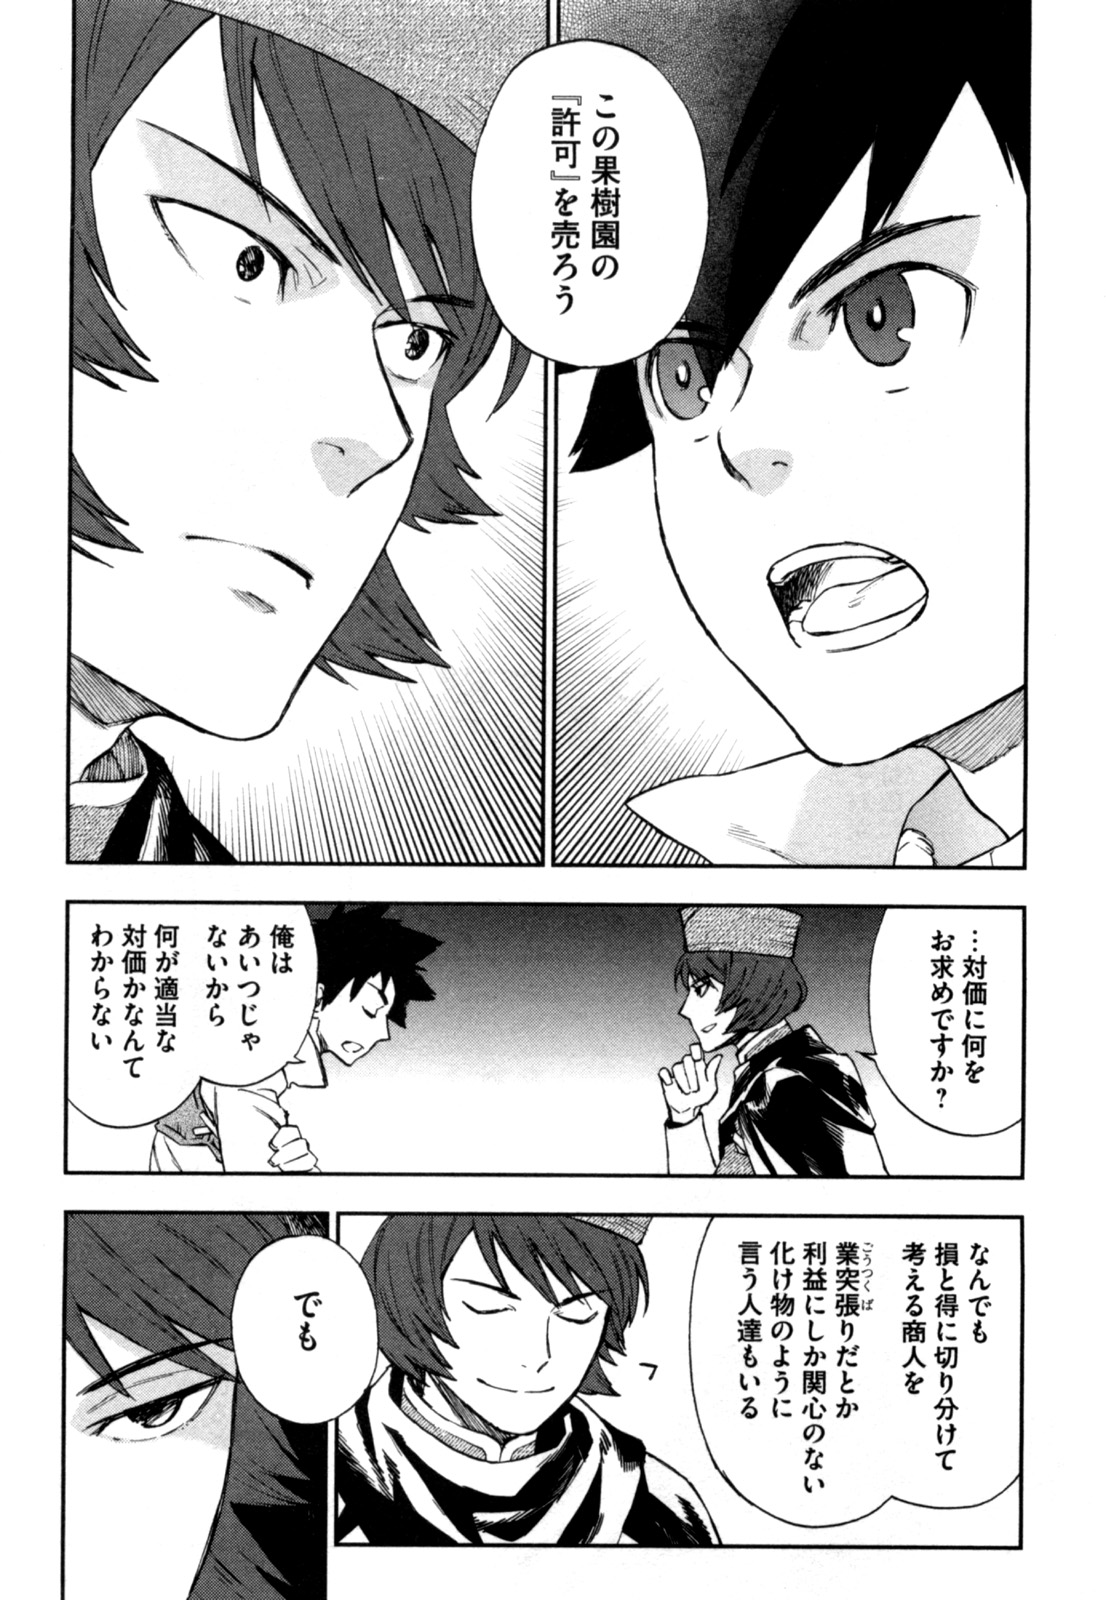 この果樹園の
『許可』を売ろう
…対価に何を
お求めですか?
俺は
あいつじゃ
ないから
何が適当な
対価かなんて
わからない
なんでも
損と得に切り分けて
考える商人を
業突張りだとか
ごうつくば
利益にしか関心のない
化け物のように
言う人達もいる
でも